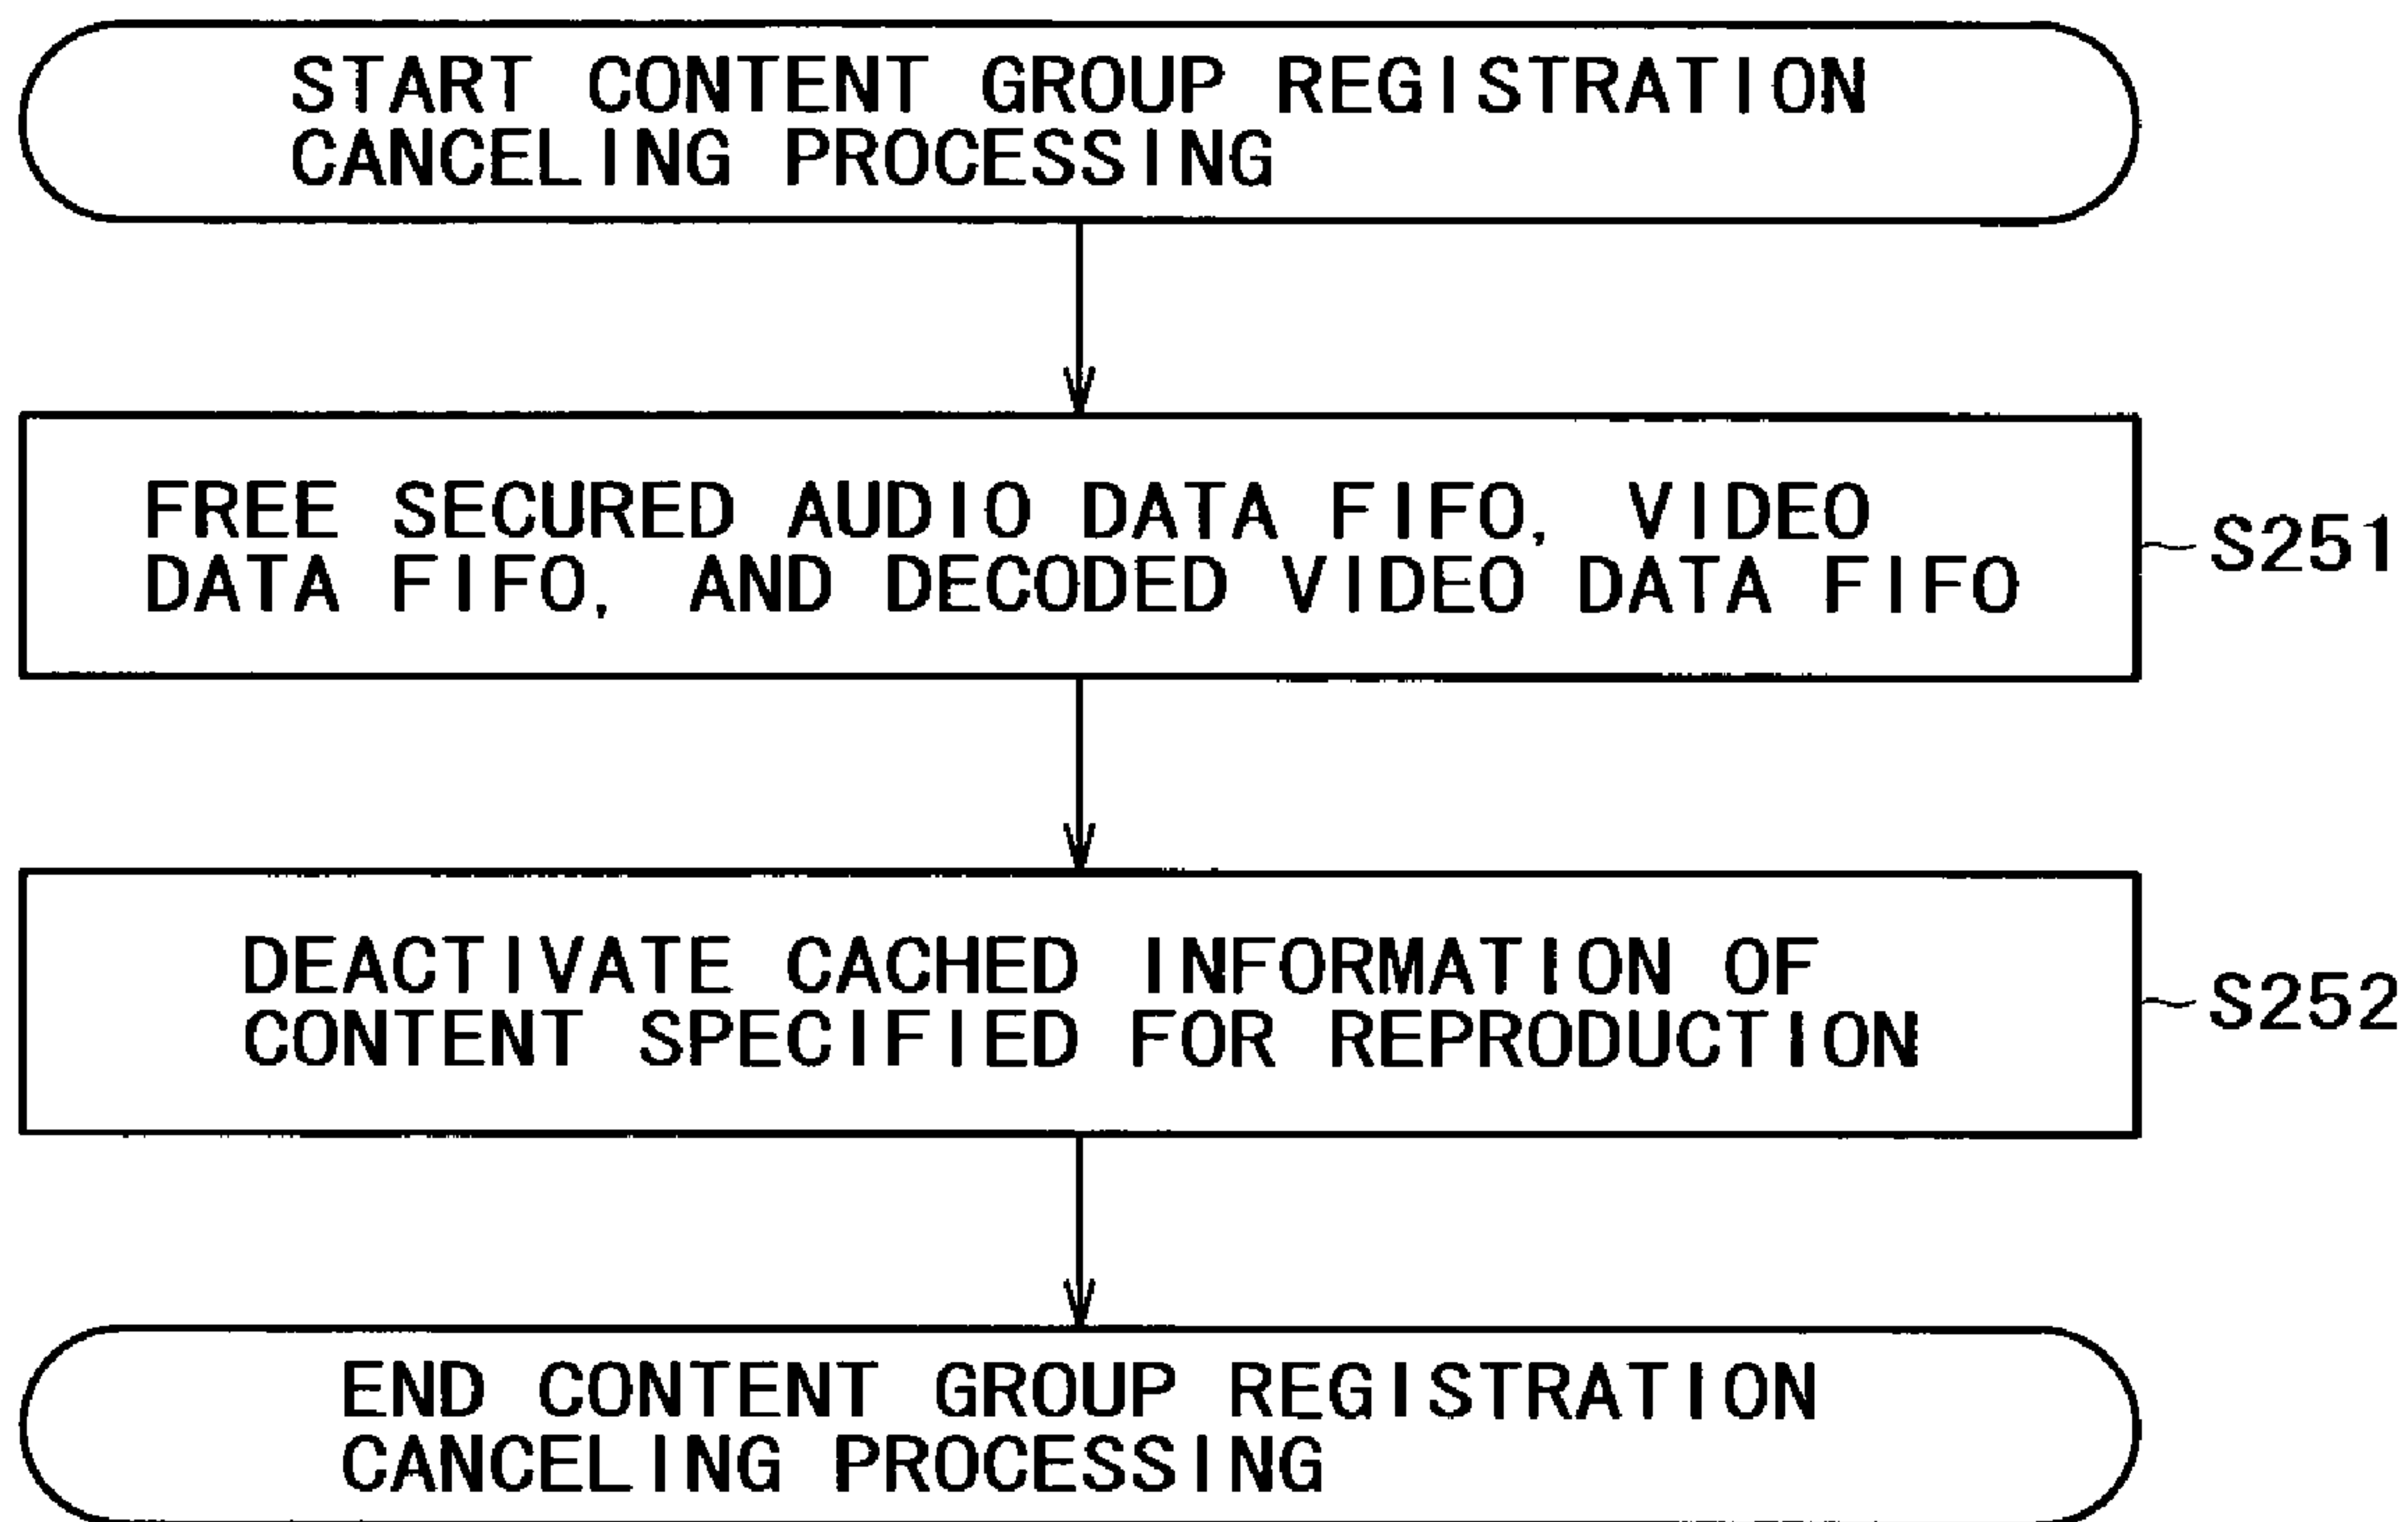 START CONTENT GROUP REGISTRATION
CANCELING PROCESSING
FREE SECURED AUDIO DATA FIFO, VIDEO
DATA FIFO, AND DECODED VIDEO DATA FIFO
S251
DEACTIVATE CACHED INFORMATION OF
CONTENT SPECIFIED FOR REPRODUCTION
S252
END CONTENT GROUP REGISTRATION
CANCELING PROCESSING